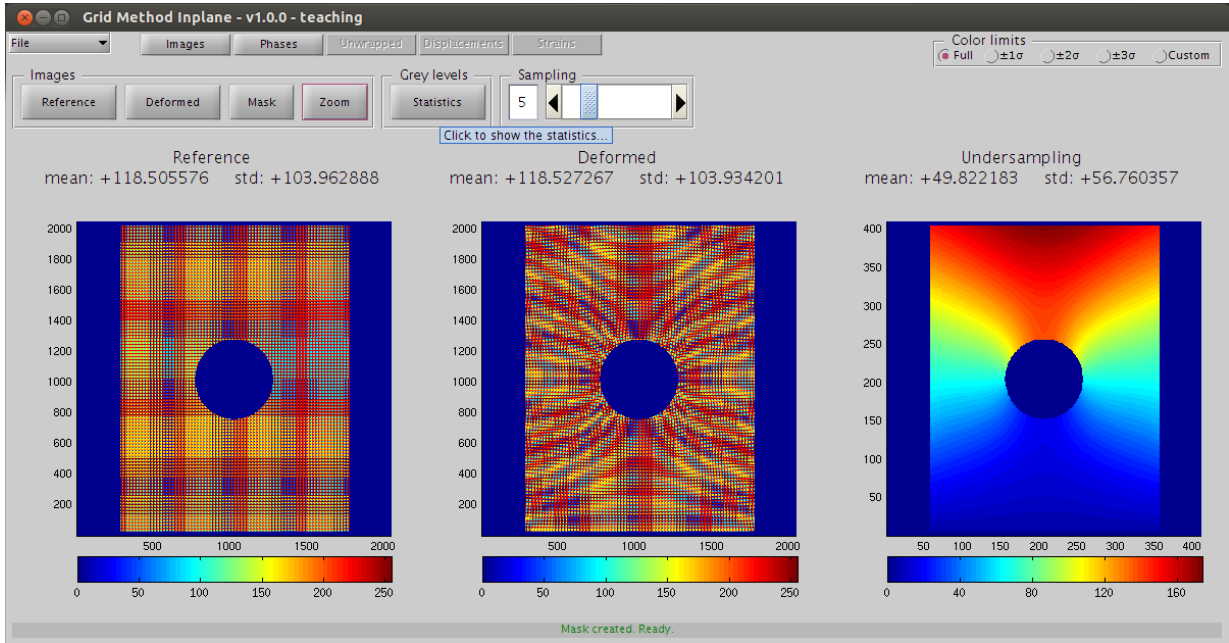 Grid Method Inplane - v1.0.0 - teaching
File Images Phases Unwrapped Displacements Strains
Color limits
Full ±1σ ±2σ ±3σ Custom
Images Grey levels Sampling
Reference Deformed Mask Zoom Statistics 5
Click to show the statistics...
Reference Deformed Undersampling
mean: +118.505576 std: +103.962888 mean: +118.527267 std: +103.934201 mean: +49.822183 std: +56.760357
2000 2000 400
1800 1800 350
1600 1600
1400 1400 300
1200 1200 250
1000 1000 200
800 800 150
600 600
400 400 100
200 200 50
500 1000 1500 2000 500 1000 1500 2000 50 100 150 200 250 300 350 400
0 50 100 150 200 250 0 50 100 150 200 250 0 40 80 120 160
Mask created. Ready.